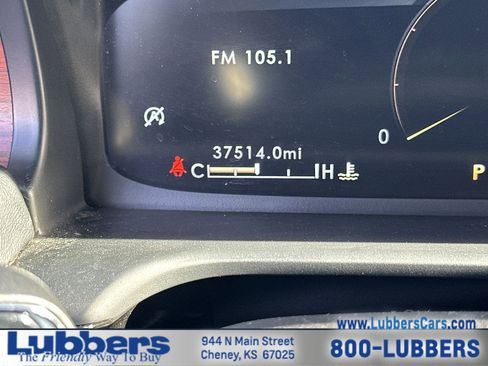 FM 105.1
0
37514.0mi
C H
P
Lubbers
The Friendly Way To Buy
944 N Main Street
Cheney, KS 67025
www.LubbersCars.com
800-LUBBERS